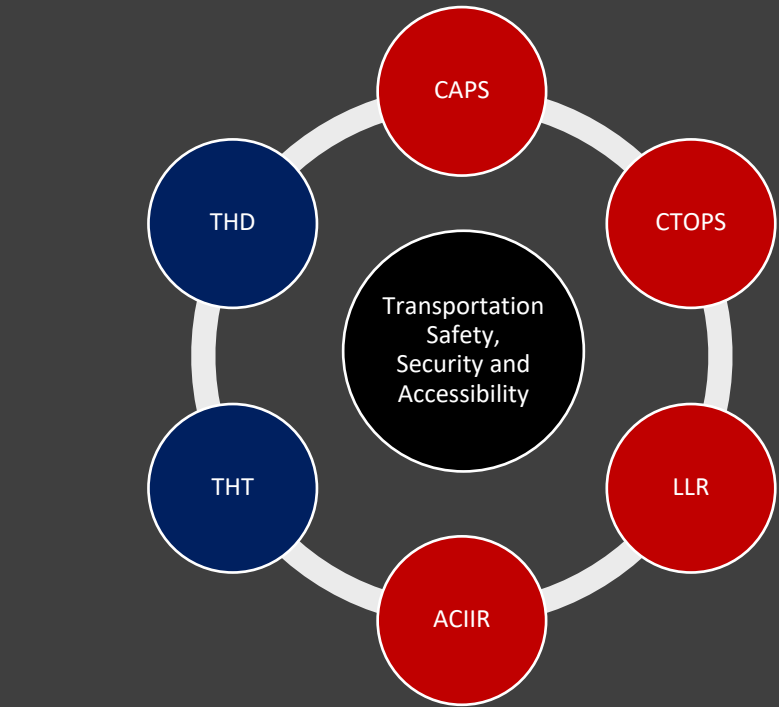 CAPS
THD
CTOPS
Transportation
Safety,
Security and
Accessibility
THT
LLR
ACIIR